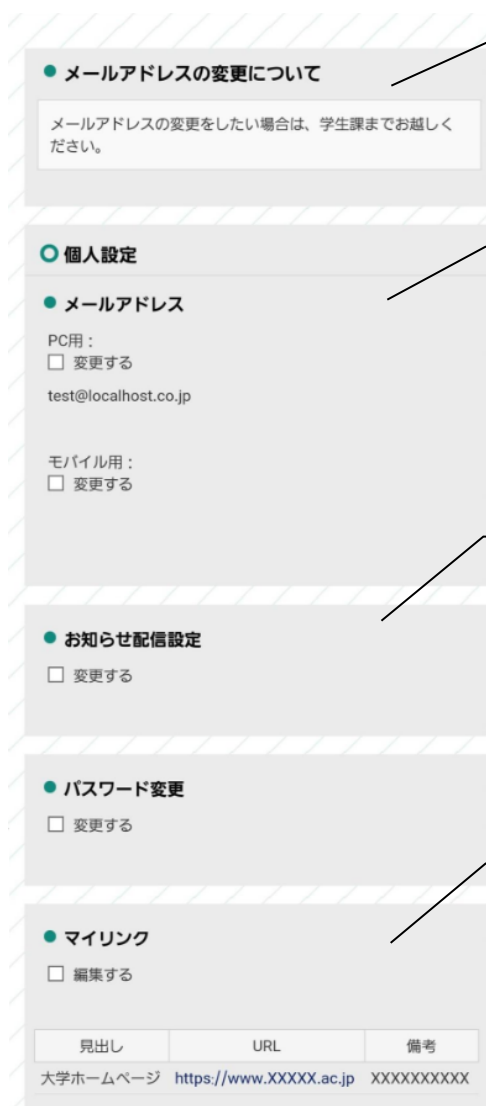 メールアドレスの変更について
メールアドレスの変更をしたい場合は、学生課までお越しく
ださい。
個人設定
メールアドレス
PC用：
変更する
test@localhost.co.jp
モバイル用：
変更する
お知らせ配信設定
変更する
パスワード変更
変更する
マイリンク
編集する
見出し URL 備考
大学ホームページ https://www.XXXXX.ac.jp XXXXXXXXXX